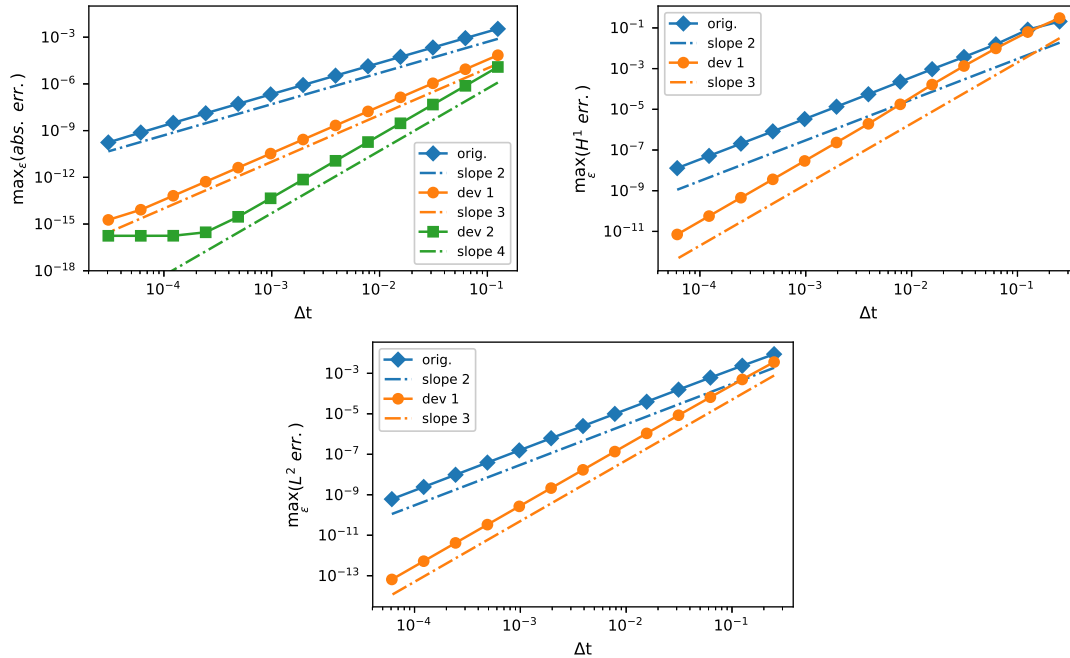 max_ε(abs. err.)
10^-3
10^-6
10^-9
10^-12
10^-15
10^-18
10^-4
10^-3
10^-2
10^-1
Δt
orig.
slope 2
dev 1
slope 3
dev 2
slope 4
max_ε(H^1 err.)
10^-1
10^-3
10^-5
10^-7
10^-9
10^-11
10^-4
10^-3
10^-2
10^-1
Δt
orig.
slope 2
dev 1
slope 3
max_ε(L^2 err.)
10^-3
10^-5
10^-7
10^-9
10^-11
10^-13
10^-4
10^-3
10^-2
10^-1
Δt
orig.
slope 2
dev 1
slope 3